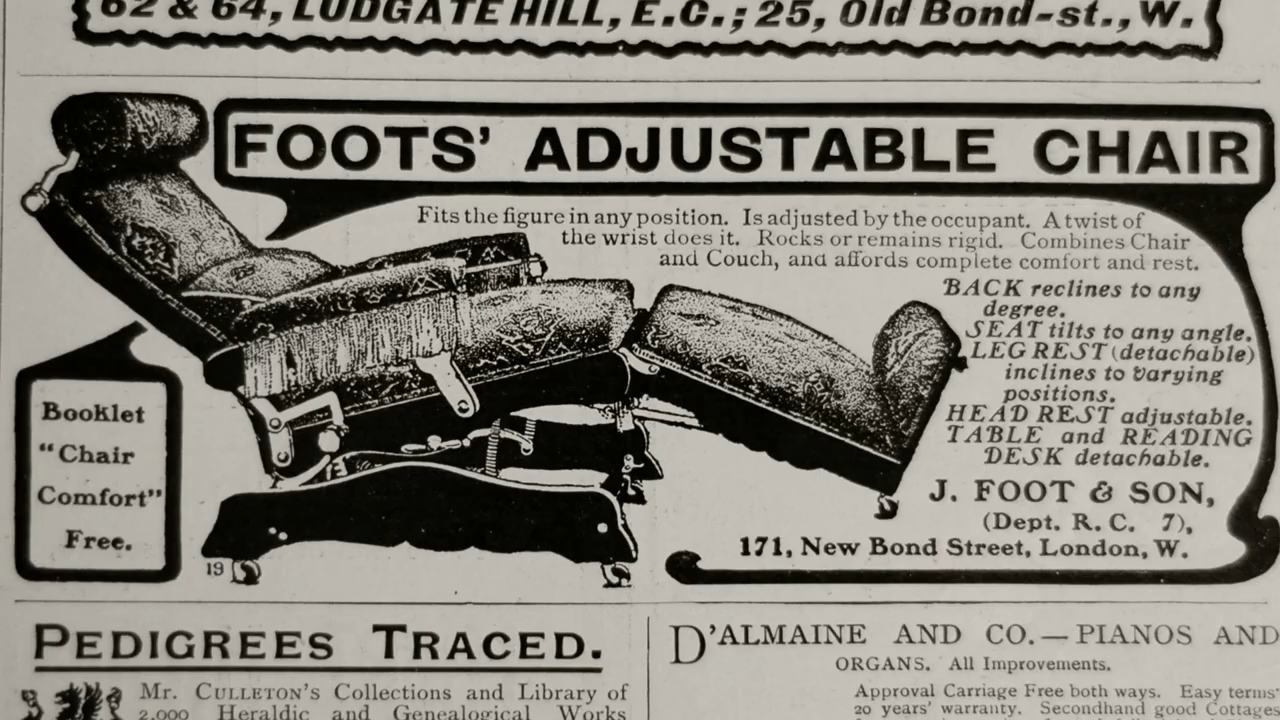 62 & 64, LUDGATE HILL, E.C.; 25, Old Bond-st., W.
FOOTS' ADJUSTABLE CHAIR
Fits the figure in any position. Is adjusted by the occupant. A twist of
the wrist does it. Rocks or remains rigid. Combines Chair
and Couch, and affords complete comfort and rest.
BACK reclines to any
degree.
SEAT tilts to any angle.
LEG REST (detachable)
inclines to varying
positions.
HEAD REST adjustable.
TABLE and READING
DESK detachable.
J. FOOT & SON,
(Dept. R. C. 7),
171, New Bond Street, London, W.
Booklet
"Chair
Comfort"
Free.
19
PEDIGREES TRACED.
Mr. CULLETON'S Collections and Library of
2,000 Heraldic and Genealogical Works
D'ALMAINE AND CO.—PIANOS AND
ORGANS. All Improvements.
Approval Carriage Free both ways. Easy terms
20 years' warranty. Secondhand good Cottages